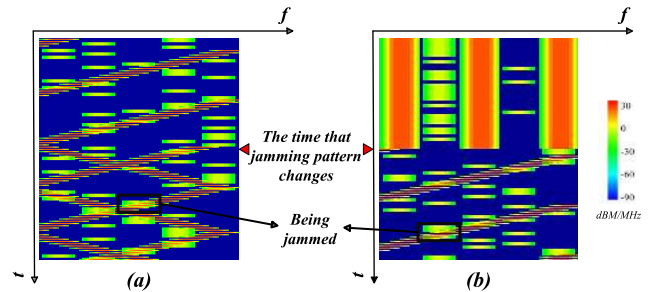 f
f
The time that
jamming pattern
changes
Being
jammed
30
0
-30
-60
-90
dBM/MHz
t
t
(a)
(b)